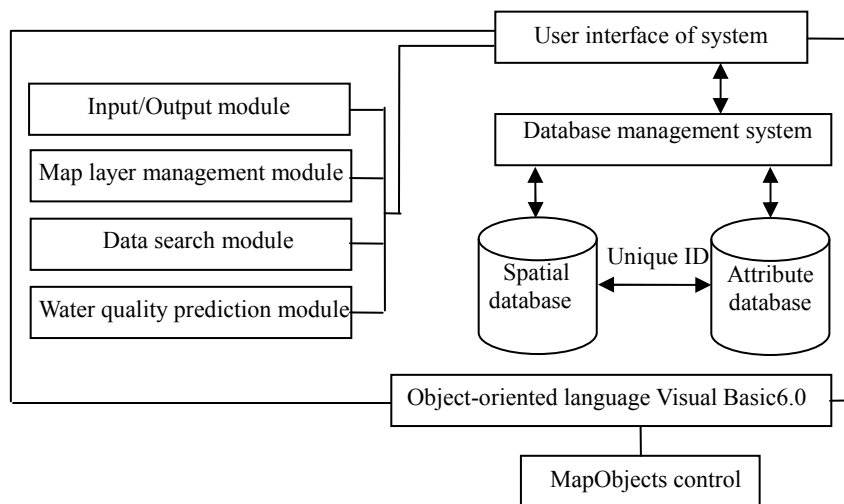 User interface of system
Input/Output module
Database management system
Map layer management module
Data search module
Unique ID
Spatial
database
Attribute
database
Water quality prediction module
Object-oriented language Visual Basic6.0
MapObjects control